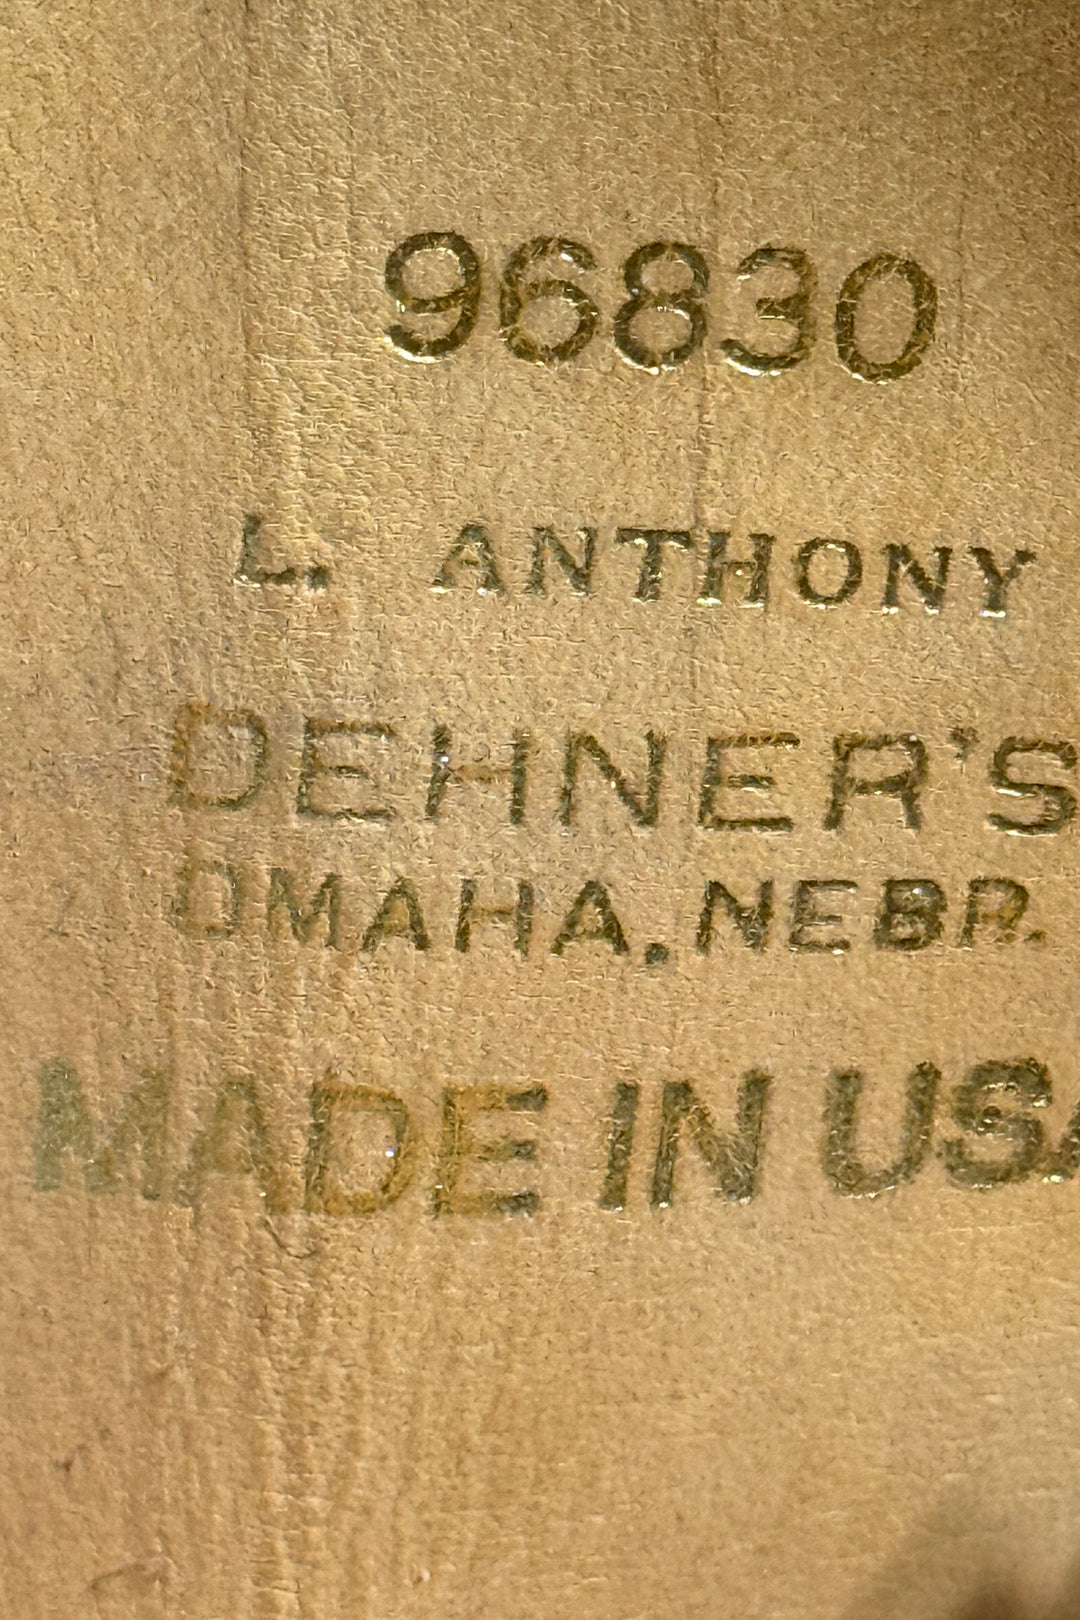 96830
L. ANTHONY
DEHNER'S
OMAHA, NEBR.
MADE IN USA